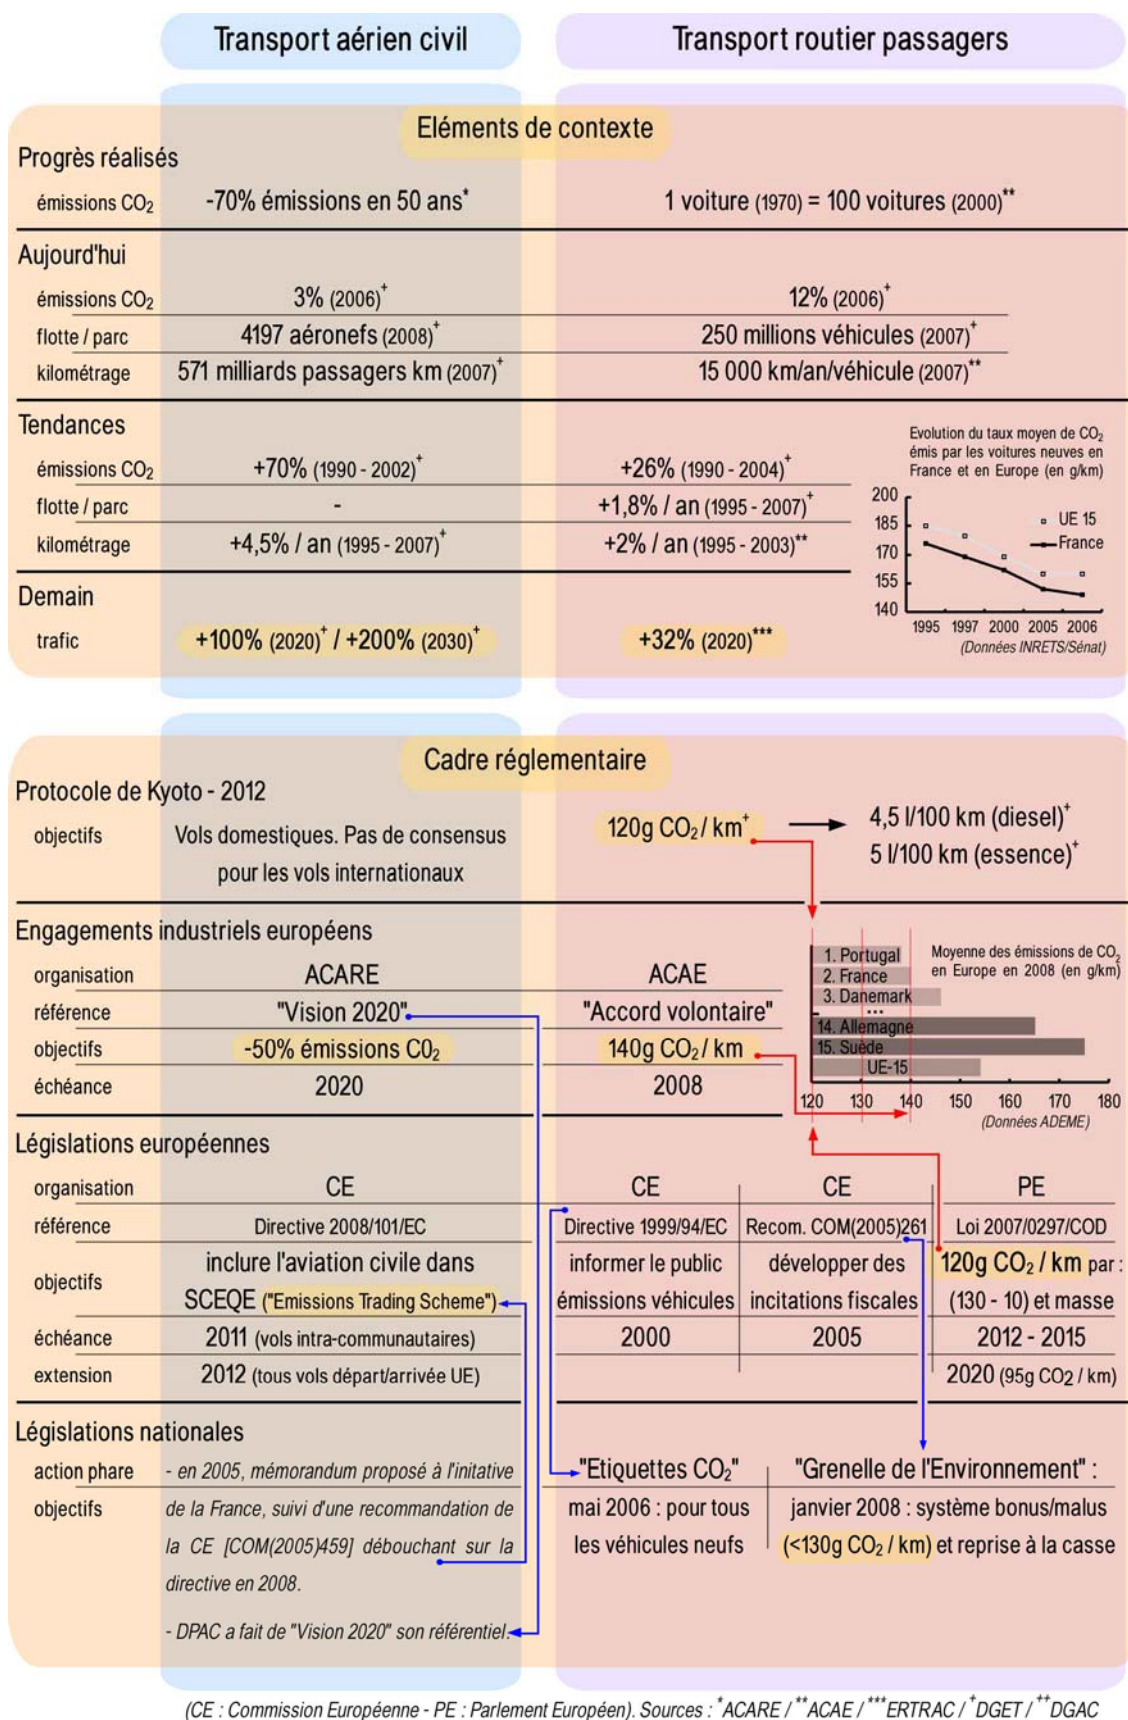 Transport aérien civil
Transport routier passagers
Eléments de contexte
Progrès réalisés
émissions CO₂ -70% émissions en 50 ans* 1 voiture (1970) = 100 voitures (2000)**
Aujourd'hui
émissions CO₂ 3% (2006)⁺ 12% (2006)⁺
flotte / parc 4197 aéronefs (2008)⁺ 250 millions véhicules (2007)⁺
kilométrage 571 milliards passagers km (2007)⁺ 15 000 km/an/véhicule (2007)**
Tendances
émissions CO₂ +70% (1990 - 2002)⁺ +26% (1990 - 2004)⁺
flotte / parc - +1,8% / an (1995 - 2007)⁺
kilométrage +4,5% / an (1995 - 2007)⁺ +2% / an (1995 - 2003)**
Evolution du taux moyen de CO₂
émis par les voitures neuves en
France et en Europe (en g/km)
200
185
170
155
140
UE 15
France
1995 1997 2000 2005 2006
(Données INRETS/Sénat)
Demain
trafic +100% (2020)⁺ / +200% (2030)⁺ +32% (2020)***
Cadre réglementaire
Protocole de Kyoto - 2012
objectifs Vols domestiques. Pas de consensus
pour les vols internationaux
120g CO₂ / km⁺
4,5 l/100 km (diesel)⁺
5 l/100 km (essence)⁺
Engagements industriels européens
organisation ACARE ACAE
référence "Vision 2020" "Accord volontaire"
objectifs -50% émissions C0₂ 140g CO₂ / km
échéance 2020 2008
Moyenne des émissions de CO₂
en Europe en 2008 (en g/km)
1. Portugal
2. France
3. Danemark
...
14. Allemagne
15. Suède
UE-15
120 130 140 150 160 170 180
(Données ADEME)
Législations européennes
organisation CE CE CE PE
référence Directive 2008/101/EC Directive 1999/94/EC Recom. COM(2005)261 Loi 2007/0297/COD
objectifs
inclure l'aviation civile dans informer le public développer des 120g CO₂ / km par :
SCEQE ("Emissions Trading Scheme") émissions véhicules incitations fiscales (130 - 10) et masse
échéance 2011 (vols intra-communautaires) 2000 2005 2012 - 2015
extension 2012 (tous vols départ/arrivée UE) 2020 (95g CO₂ / km)
Législations nationales
action phare
objectifs
- en 2005, mémorandum proposé à l'initative
de la France, suivi d'une recommandation de
la CE [COM(2005)459] débouchant sur la
directive en 2008.
- DPAC a fait de "Vision 2020" son référentiel.
"Etiquettes CO₂"
mai 2006 : pour tous
les véhicules neufs
"Grenelle de l'Environnement" :
janvier 2008 : système bonus/malus
(<130g CO₂ / km) et reprise à la casse
(CE : Commission Européenne - PE : Parlement Européen). Sources : *ACARE / **ACAE / ***ERTRAC / ⁺DGET / ⁺⁺DGAC